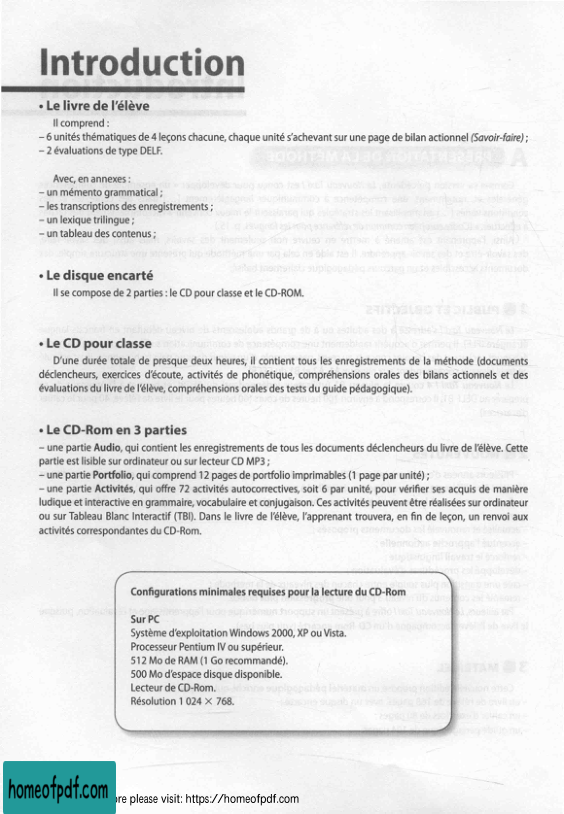 Introduction
• Le livre de l'élève
Il comprend :
– 6 unités thématiques de 4 leçons chacune, chaque unité s'achevant sur une page de bilan actionnel (Savoir-faire) ;
– 2 évaluations de type DELF.
Avec, en annexes :
– un mémento grammatical ;
– les transcriptions des enregistrements ;
– un lexique trilingue ;
– un tableau des contenus ;
• Le disque encarté
Il se compose de 2 parties : le CD pour classe et le CD-ROM.
• Le CD pour classe
D'une durée totale de presque deux heures, il contient tous les enregistrements de la méthode (documents
déclencheurs, exercices d'écoute, activités de phonétique, compréhensions orales des bilans actionnels et des
évaluations du livre de l'élève, compréhensions orales des tests du guide pédagogique).
• Le CD-Rom en 3 parties
– une partie Audio, qui contient les enregistrements de tous les documents déclencheurs du livre de l'élève. Cette
partie est lisible sur ordinateur ou sur lecteur CD MP3 ;
– une partie Portfolio, qui comprend 12 pages de portfolio imprimables (1 page par unité) ;
– une partie Activités, qui offre 72 activités autocorrectives, soit 6 par unité, pour vérifier ses acquis de manière
ludique et interactive en grammaire, vocabulaire et conjugaison. Ces activités peuvent être réalisées sur ordinateur
ou sur Tableau Blanc Interactif (TBI). Dans le livre de l'élève, l'apprenant trouvera, en fin de leçon, un renvoi aux
activités correspondantes du CD-Rom.
Configurations minimales requises pour la lecture du CD-Rom
Sur PC
Système d'exploitation Windows 2000, XP ou Vista.
Processeur Pentium IV ou supérieur.
512 Mo de RAM (1 Go recommandé).
500 Mo d'espace disque disponible.
Lecteur de CD-Rom.
Résolution 1 024 × 768.
homeofpdf.com
please visit: https://homeofpdf.com